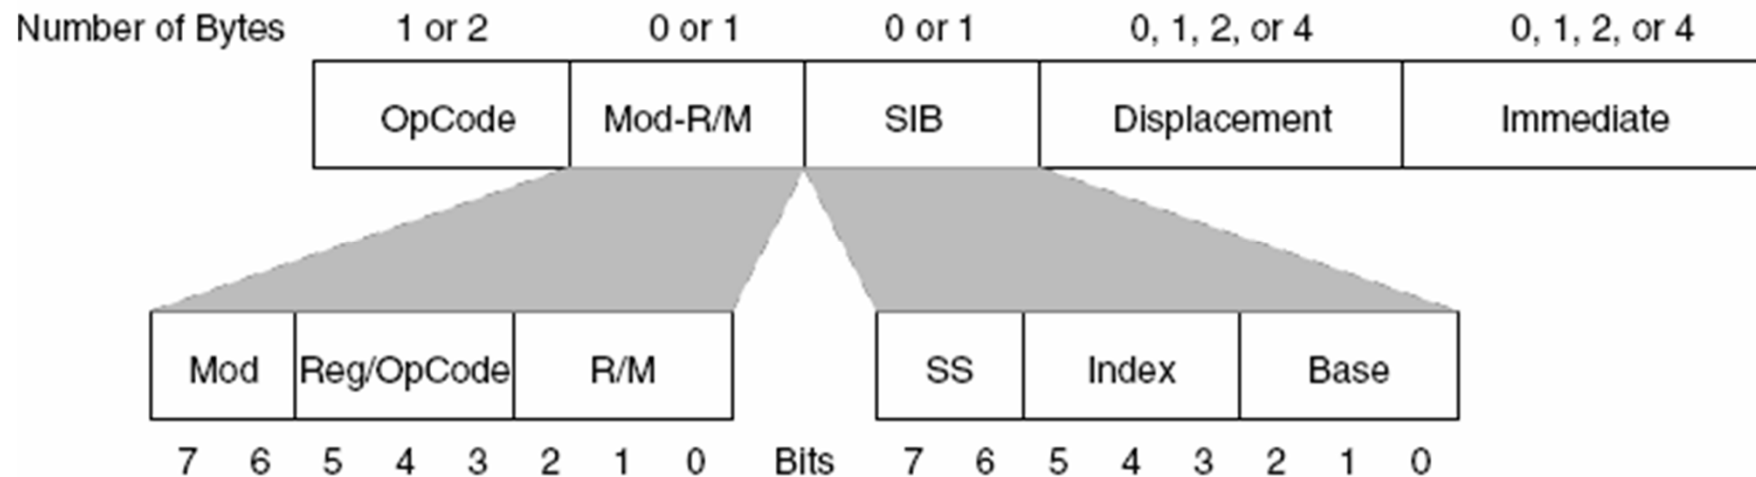 Number of Bytes 1 or 2 0 or 1 0 or 1 0, 1, 2, or 4 0, 1, 2, or 4
OpCode Mod-R/M SIB Displacement Immediate
Mod Reg/OpCode R/M SS Index Base
7 6 5 4 3 2 1 0 Bits 7 6 5 4 3 2 1 0